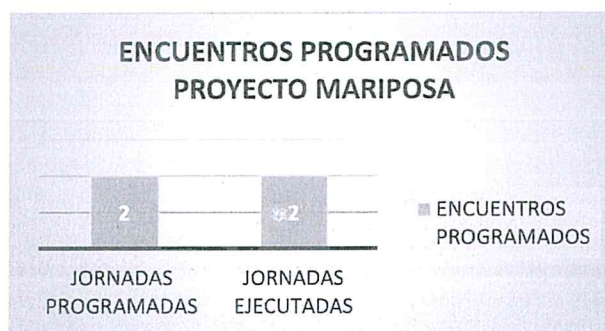 ENCUENTROS PROGRAMADOS
PROYECTO MARIPOSA
2
2
ENCUENTROS
PROGRAMADOS
JORNADAS
PROGRAMADAS
JORNADAS
EJECUTADAS